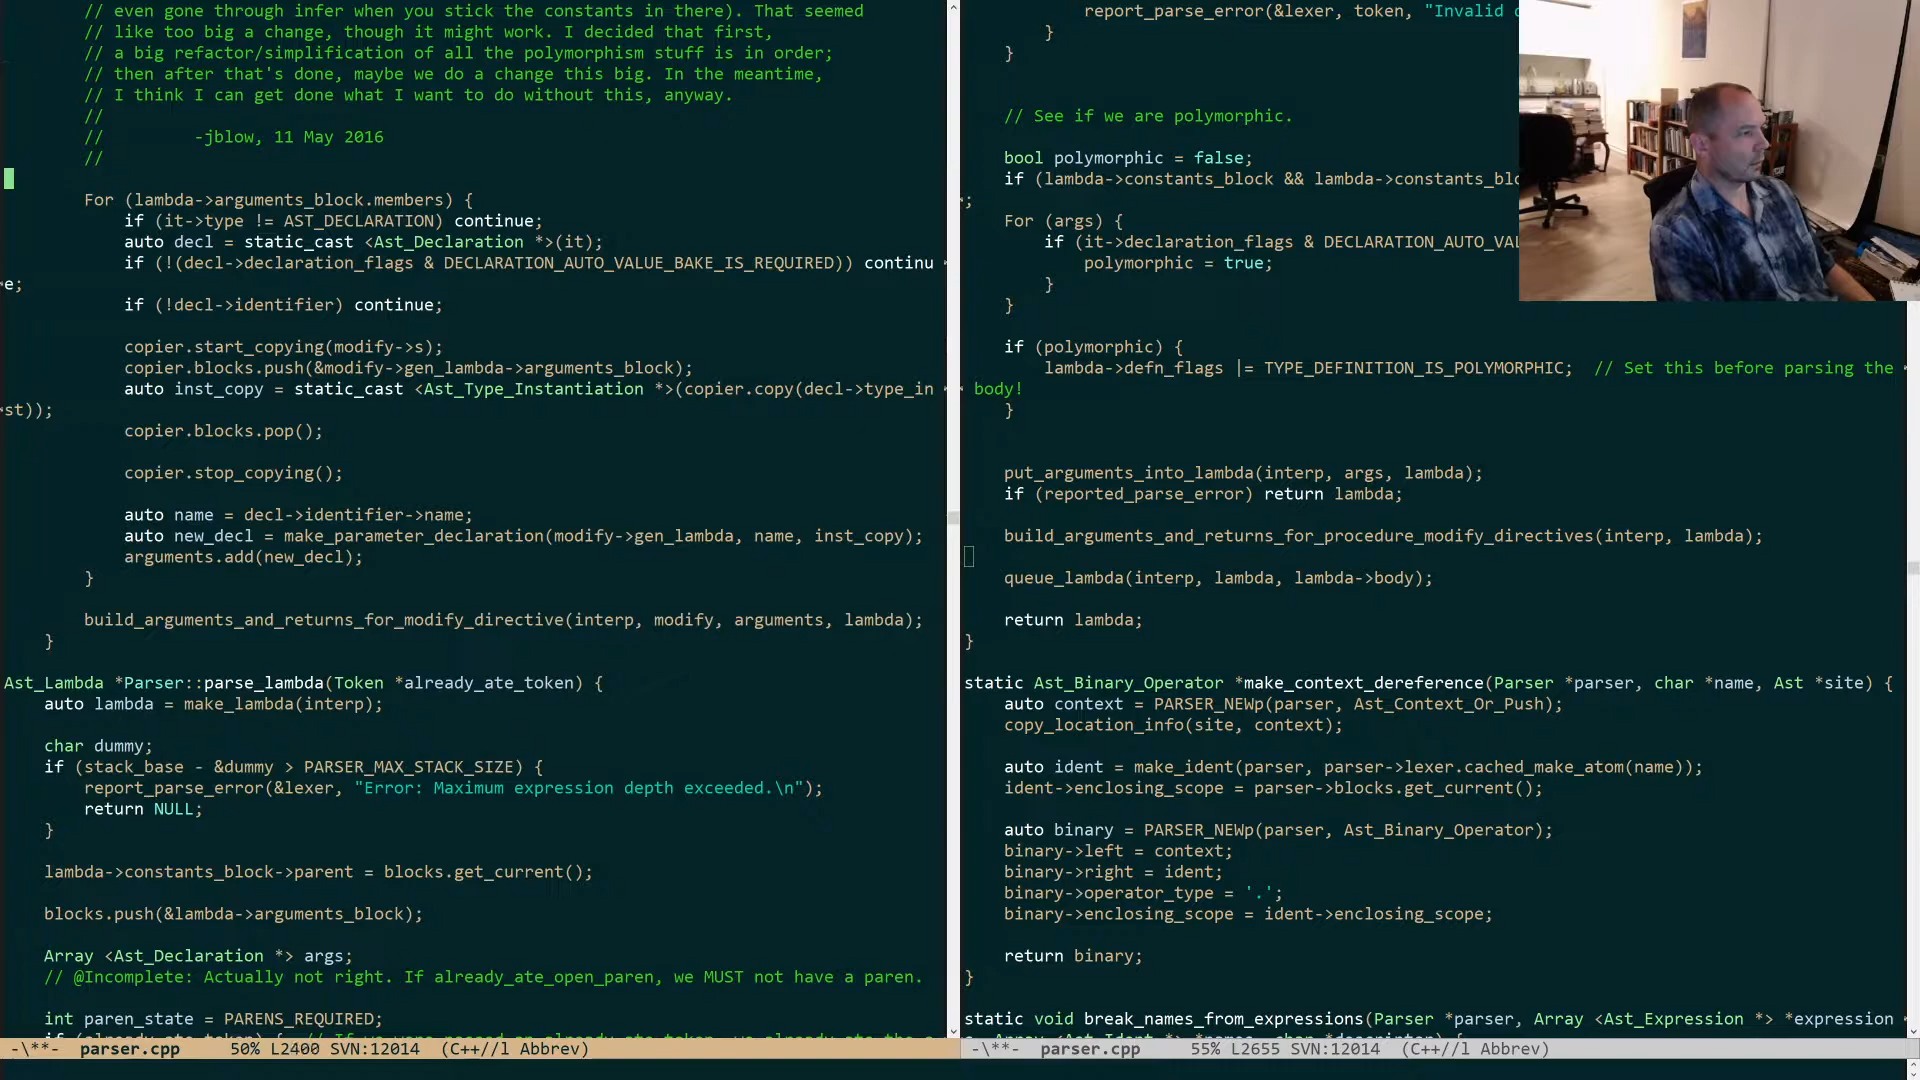 // even gone through infer when you stick the constants in there). That seemed
// like too big a change, though it might work. I decided that first,
// a big refactor/simplification of all the polymorphism stuff is in order;
// then after that's done, maybe we do a change this big. In the meantime,
// I think I can get done what I want to do without this, anyway.
//
//         -jblow, 11 May 2016
//
For (lambda->arguments_block.members) {
if (it->type != AST_DECLARATION) continue;
auto decl = static_cast <Ast_Declaration *>(it);
if (!(decl->declaration_flags & DECLARATION_AUTO_VALUE_BAKE_IS_REQUIRED)) continu
e;
if (!decl->identifier) continue;
copier.start_copying(modify->s);
copier.blocks.push(&modify->gen_lambda->arguments_block);
auto inst_copy = static_cast <Ast_Type_Instantiation *>(copier.copy(decl->type_in
st));
copier.blocks.pop();
copier.stop_copying();
auto name = decl->identifier->name;
auto new_decl = make_parameter_declaration(modify->gen_lambda, name, inst_copy);
arguments.add(new_decl);
}
build_arguments_and_returns_for_modify_directive(interp, modify, arguments, lambda);
}
Ast_Lambda *Parser::parse_lambda(Token *already_ate_token) {
auto lambda = make_lambda(interp);
char dummy;
if (stack_base - &dummy > PARSER_MAX_STACK_SIZE) {
report_parse_error(&lexer, "Error: Maximum expression depth exceeded.\n");
return NULL;
}
lambda->constants_block->parent = blocks.get_current();
blocks.push(&lambda->arguments_block);
Array <Ast_Declaration *> args;
// @Incomplete: Actually not right. If already_ate_open_paren, we MUST not have a paren.
int paren_state = PARENS_REQUIRED;
-\**-  parser.cpp     50% L2400 SVN:12014  (C++//l Abbrev)
report_parse_error(&lexer, token, "Invalid
}
}
// See if we are polymorphic.
bool polymorphic = false;
if (lambda->constants_block && lambda->constants_blo
;
For (args) {
if (it->declaration_flags & DECLARATION_AUTO_VAL
polymorphic = true;
}
}
if (polymorphic) {
lambda->defn_flags |= TYPE_DEFINITION_IS_POLYMORPHIC;  // Set this before parsing the
body!
}
put_arguments_into_lambda(interp, args, lambda);
if (reported_parse_error) return lambda;
build_arguments_and_returns_for_procedure_modify_directives(interp, lambda);
queue_lambda(interp, lambda, lambda->body);
return lambda;
}
static Ast_Binary_Operator *make_context_dereference(Parser *parser, char *name, Ast *site) {
auto context = PARSER_NEWp(parser, Ast_Context_Or_Push);
copy_location_info(site, context);
auto ident = make_ident(parser, parser->lexer.cached_make_atom(name));
ident->enclosing_scope = parser->blocks.get_current();
auto binary = PARSER_NEWp(parser, Ast_Binary_Operator);
binary->left = context;
binary->right = ident;
binary->operator_type = '.';
binary->enclosing_scope = ident->enclosing_scope;
return binary;
}
static void break_names_from_expressions(Parser *parser, Array <Ast_Expression *> *expression
-\**-  parser.cpp     55% L2655 SVN:12014  (C++//l Abbrev)